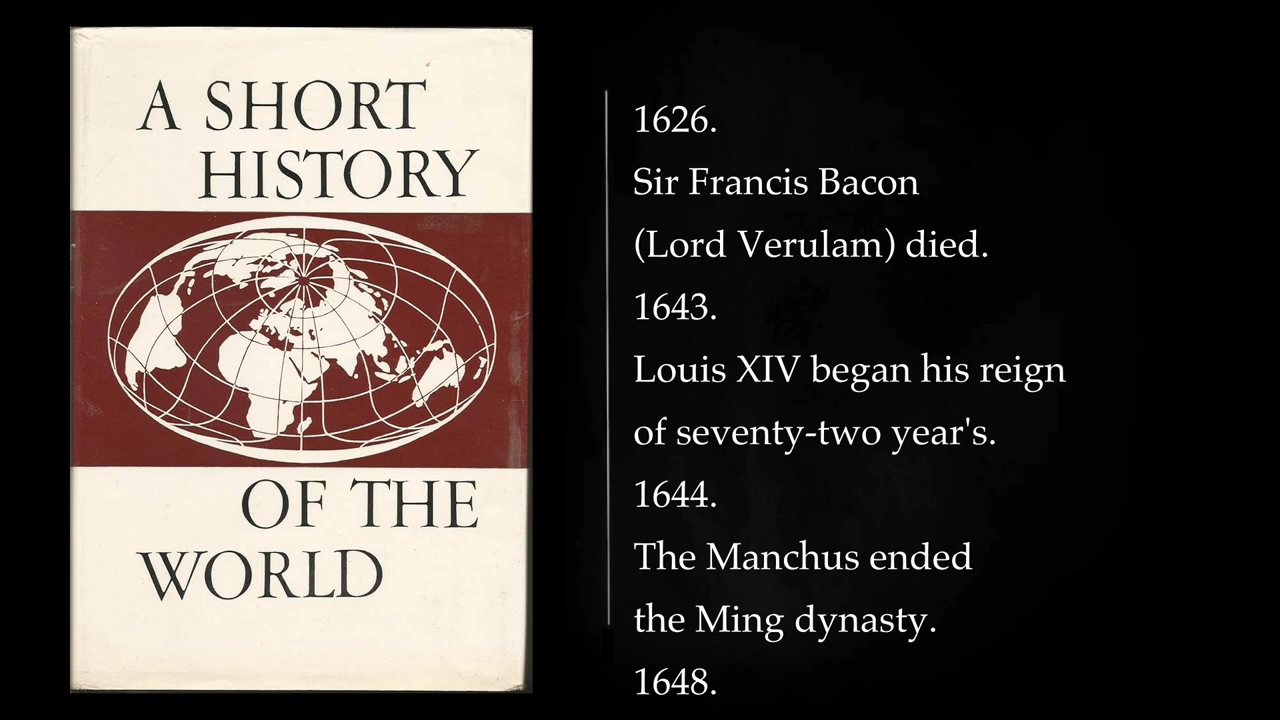 A SHORT
HISTORY
OF THE
WORLD
1626.
Sir Francis Bacon
(Lord Verulam) died.
1643.
Louis XIV began his reign
of seventy-two year's.
1644.
The Manchus ended
the Ming dynasty.
1648.